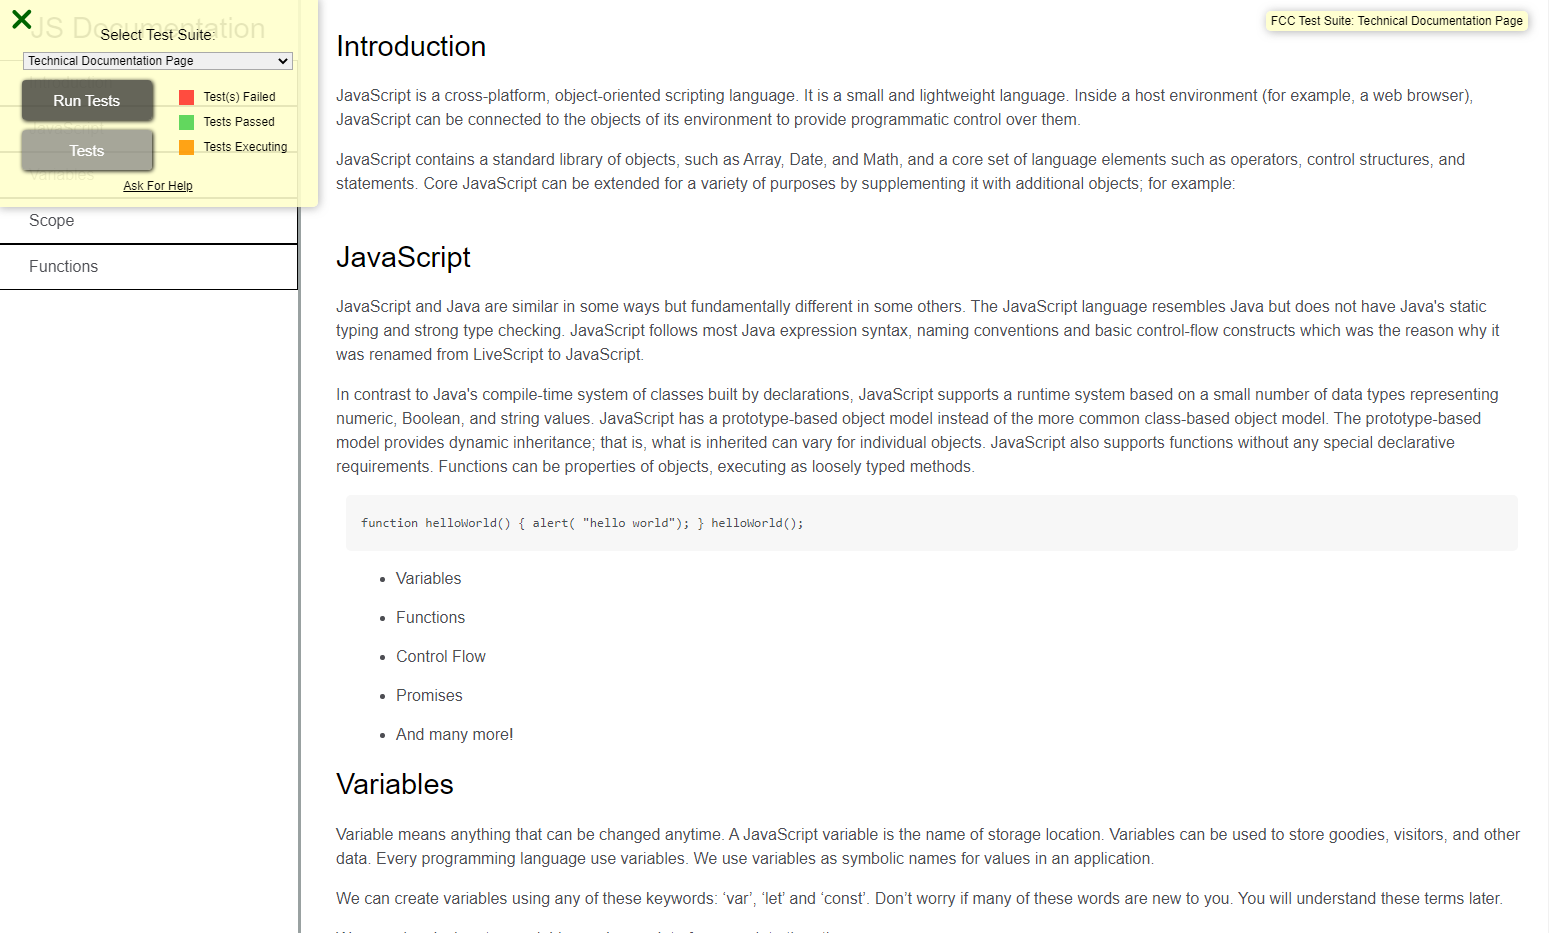 JS Documentation
Select Test Suite:
Technical Documentation Page
Run Tests
Tests
Test(s) Failed
Tests Passed
Tests Executing
Ask For Help
Introduction
JavaScript
Variables
Scope
Functions
FCC Test Suite: Technical Documentation Page
Introduction
JavaScript is a cross-platform, object-oriented scripting language. It is a small and lightweight language. Inside a host environment (for example, a web browser),
JavaScript can be connected to the objects of its environment to provide programmatic control over them.
JavaScript contains a standard library of objects, such as Array, Date, and Math, and a core set of language elements such as operators, control structures, and
statements. Core JavaScript can be extended for a variety of purposes by supplementing it with additional objects; for example:
JavaScript
JavaScript and Java are similar in some ways but fundamentally different in some others. The JavaScript language resembles Java but does not have Java's static
typing and strong type checking. JavaScript follows most Java expression syntax, naming conventions and basic control-flow constructs which was the reason why it
was renamed from LiveScript to JavaScript.
In contrast to Java's compile-time system of classes built by declarations, JavaScript supports a runtime system based on a small number of data types representing
numeric, Boolean, and string values. JavaScript has a prototype-based object model instead of the more common class-based object model. The prototype-based
model provides dynamic inheritance; that is, what is inherited can vary for individual objects. JavaScript also supports functions without any special declarative
requirements. Functions can be properties of objects, executing as loosely typed methods.
function helloWorld() { alert( "hello world"); } helloWorld();
• Variables
• Functions
• Control Flow
• Promises
• And many more!
Variables
Variable means anything that can be changed anytime. A JavaScript variable is the name of storage location. Variables can be used to store goodies, visitors, and other
data. Every programming language use variables. We use variables as symbolic names for values in an application.
We can create variables using any of these keywords: ‘var’, ‘let’ and ‘const’. Don’t worry if many of these words are new to you. You will understand these terms later.